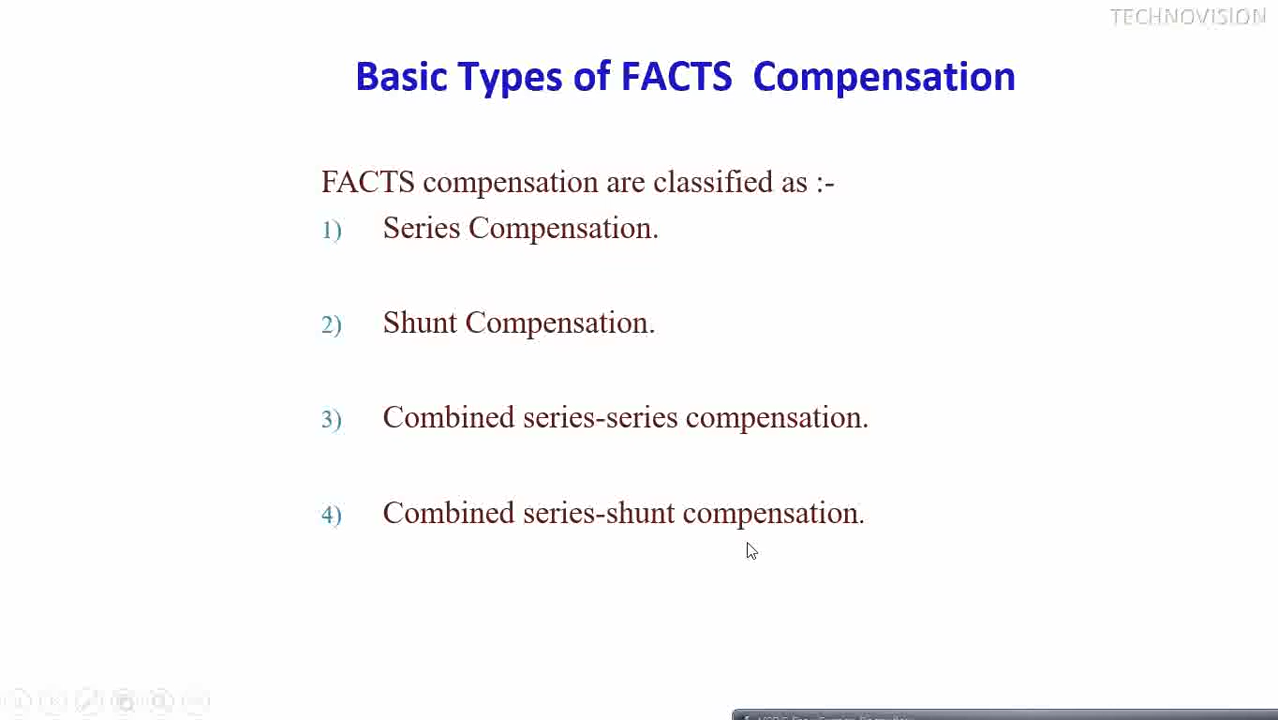 TECHNOVISION
Basic Types of FACTS Compensation
FACTS compensation are classified as :-
1) Series Compensation.
2) Shunt Compensation.
3) Combined series-series compensation.
4) Combined series-shunt compensation.